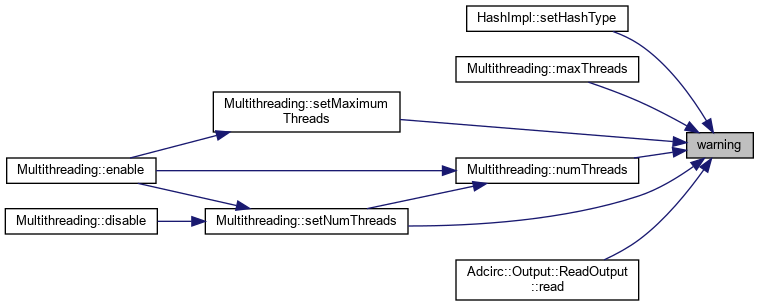 HashImpl::setHashType
Multithreading::maxThreads
Multithreading::setMaximum
Threads
warning
Multithreading::enable
Multithreading::numThreads
Multithreading::disable
Multithreading::setNumThreads
Adcirc::Output::ReadOutput
::read